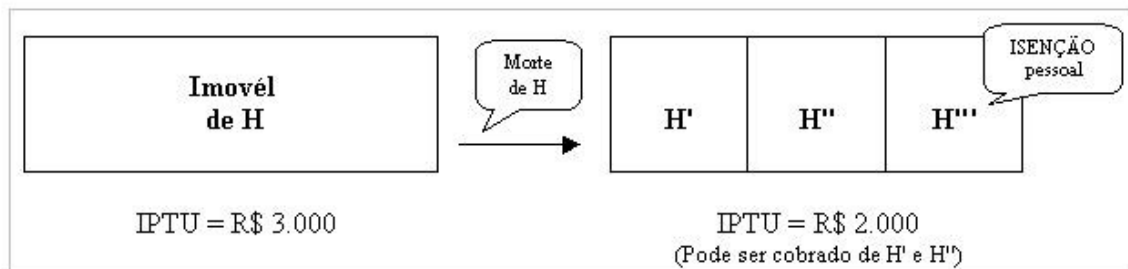 Imovél
de H
Morte
de H
H'
H''
H'''
ISENÇÃO
pessoal
IPTU = R$ 3.000
IPTU = R$ 2.000
(Pode ser cobrado de H' e H'')